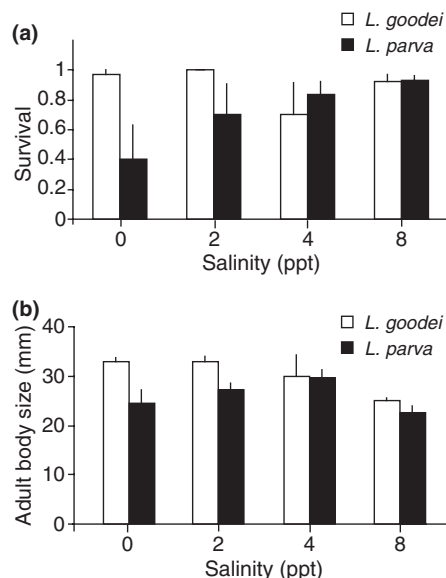 (a)
L. goodei
L. parva
1
0.8
0.6
0.4
0.2
0
Survival
0 2 4 8
Salinity (ppt)
(b)
L. goodei
L. parva
40
30
20
10
0
Adult body size (mm)
0 2 4 8
Salinity (ppt)